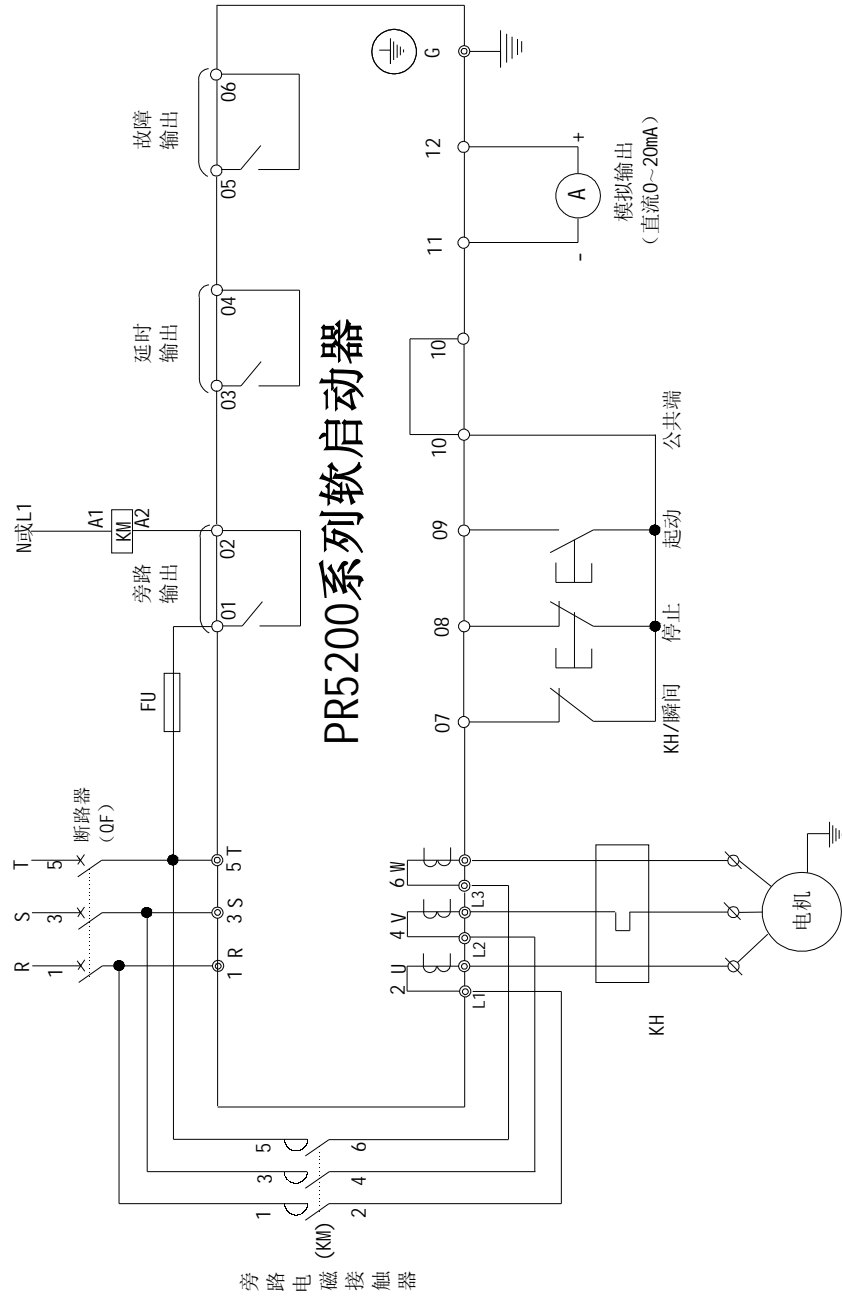 R
S
T
1
3
5
断路器
（QF）
FU
N或L1
A1
KM
A2
旁路
输出
延时
输出
故障
输出
1 R
3 S
5 T
01
02
03
04
05
06
PR5200系列软启动器
2 U
4 V
6 W
L1
L2
L3
07
08
09
10
10
11
12
G
KH/瞬间
停止
起动
公共端
-
A
+
模拟输出
（直流0～20mA）
KH
电机
1
3
5
2
4
6
(KM)
旁路电磁接触器